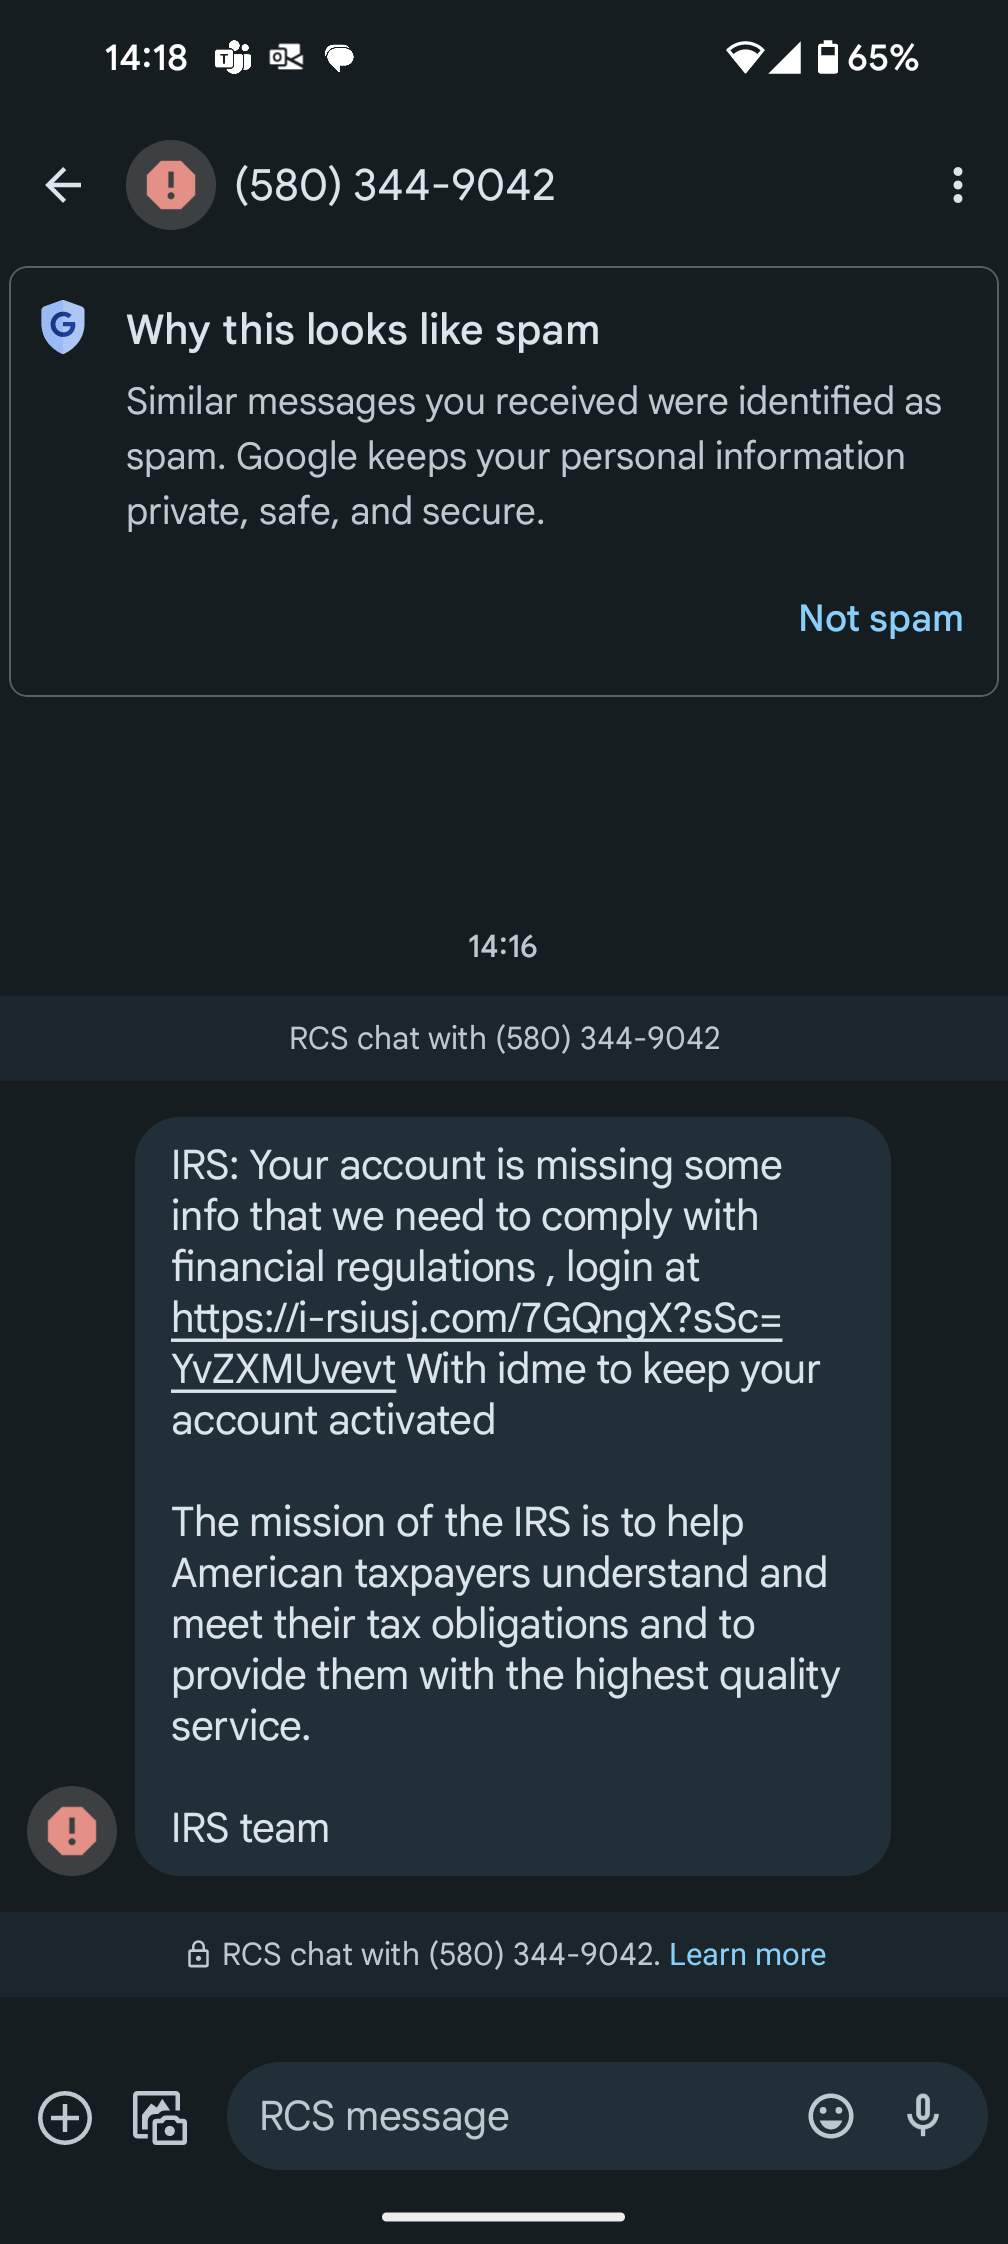 14:18
65%
(580) 344-9042
Why this looks like spam
Similar messages you received were identified as
spam. Google keeps your personal information
private, safe, and secure.
Not spam
14:16
RCS chat with (580) 344-9042
IRS: Your account is missing some
info that we need to comply with
financial regulations , login at
https://i-rsiusj.com/7GQngX?sSc=
YvZXMUvevt With idme to keep your
account activated
The mission of the IRS is to help
American taxpayers understand and
meet their tax obligations and to
provide them with the highest quality
service.
IRS team
RCS chat with (580) 344-9042. Learn more
RCS message